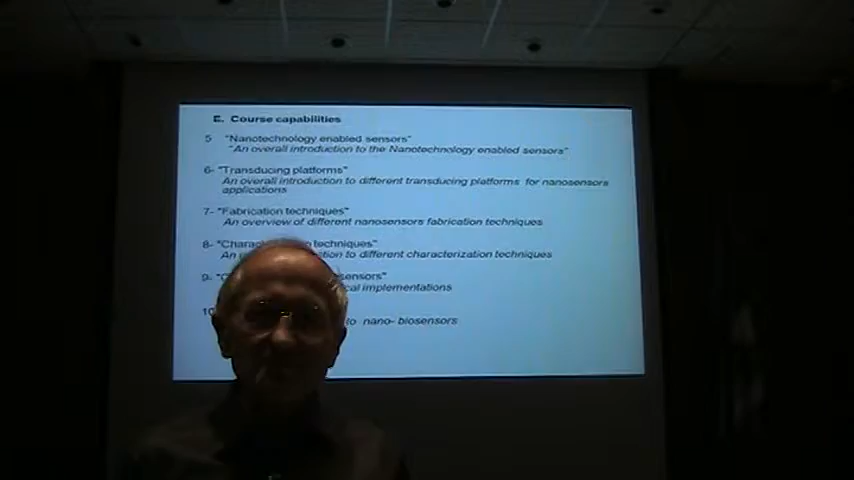 E. Course capabilities
5 "Nanotechnology enabled sensors"
"An overall introduction to the Nanotechnology enabled sensors"
6- "Transducing platforms"
An overall introduction to different transducing platforms for nanosensors
applications
7- "Fabrication techniques"
An overview of different nanosensors fabrication techniques
8- "Charac techniques"
An ction to different characterization techniques
9. sensors"
cal implementations
10
to nano- biosensors